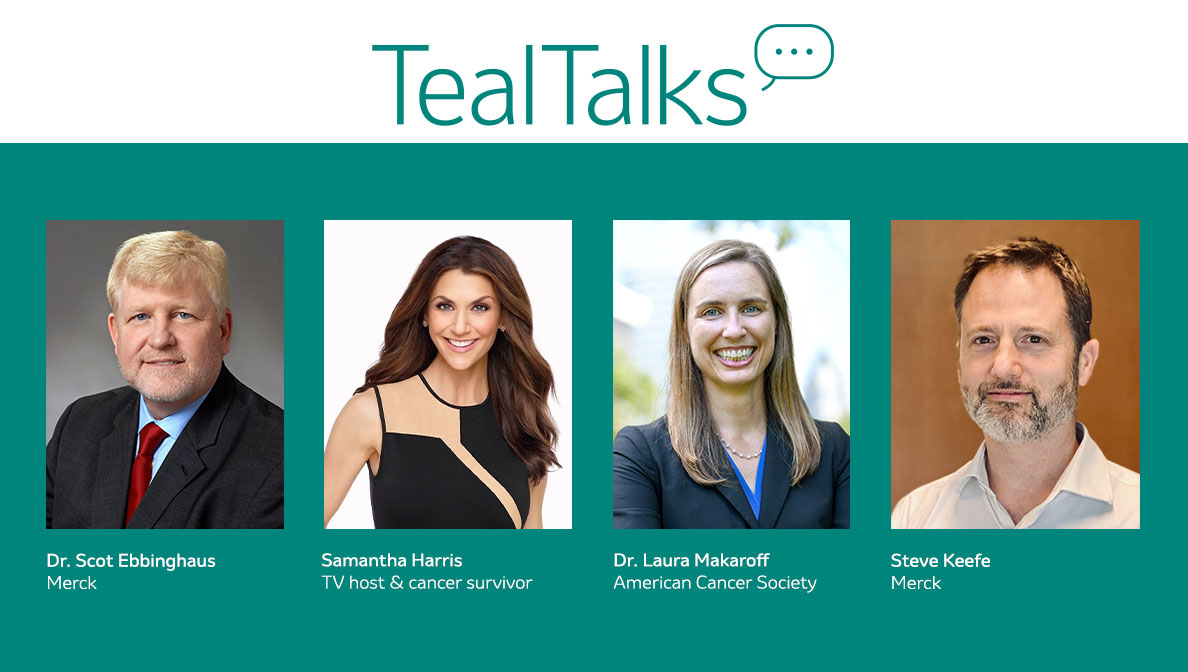 TealTalks
Dr. Scot Ebbinghaus
Merck
Samantha Harris
TV host & cancer survivor
Dr. Laura Makaroff
American Cancer Society
Steve Keefe
Merck